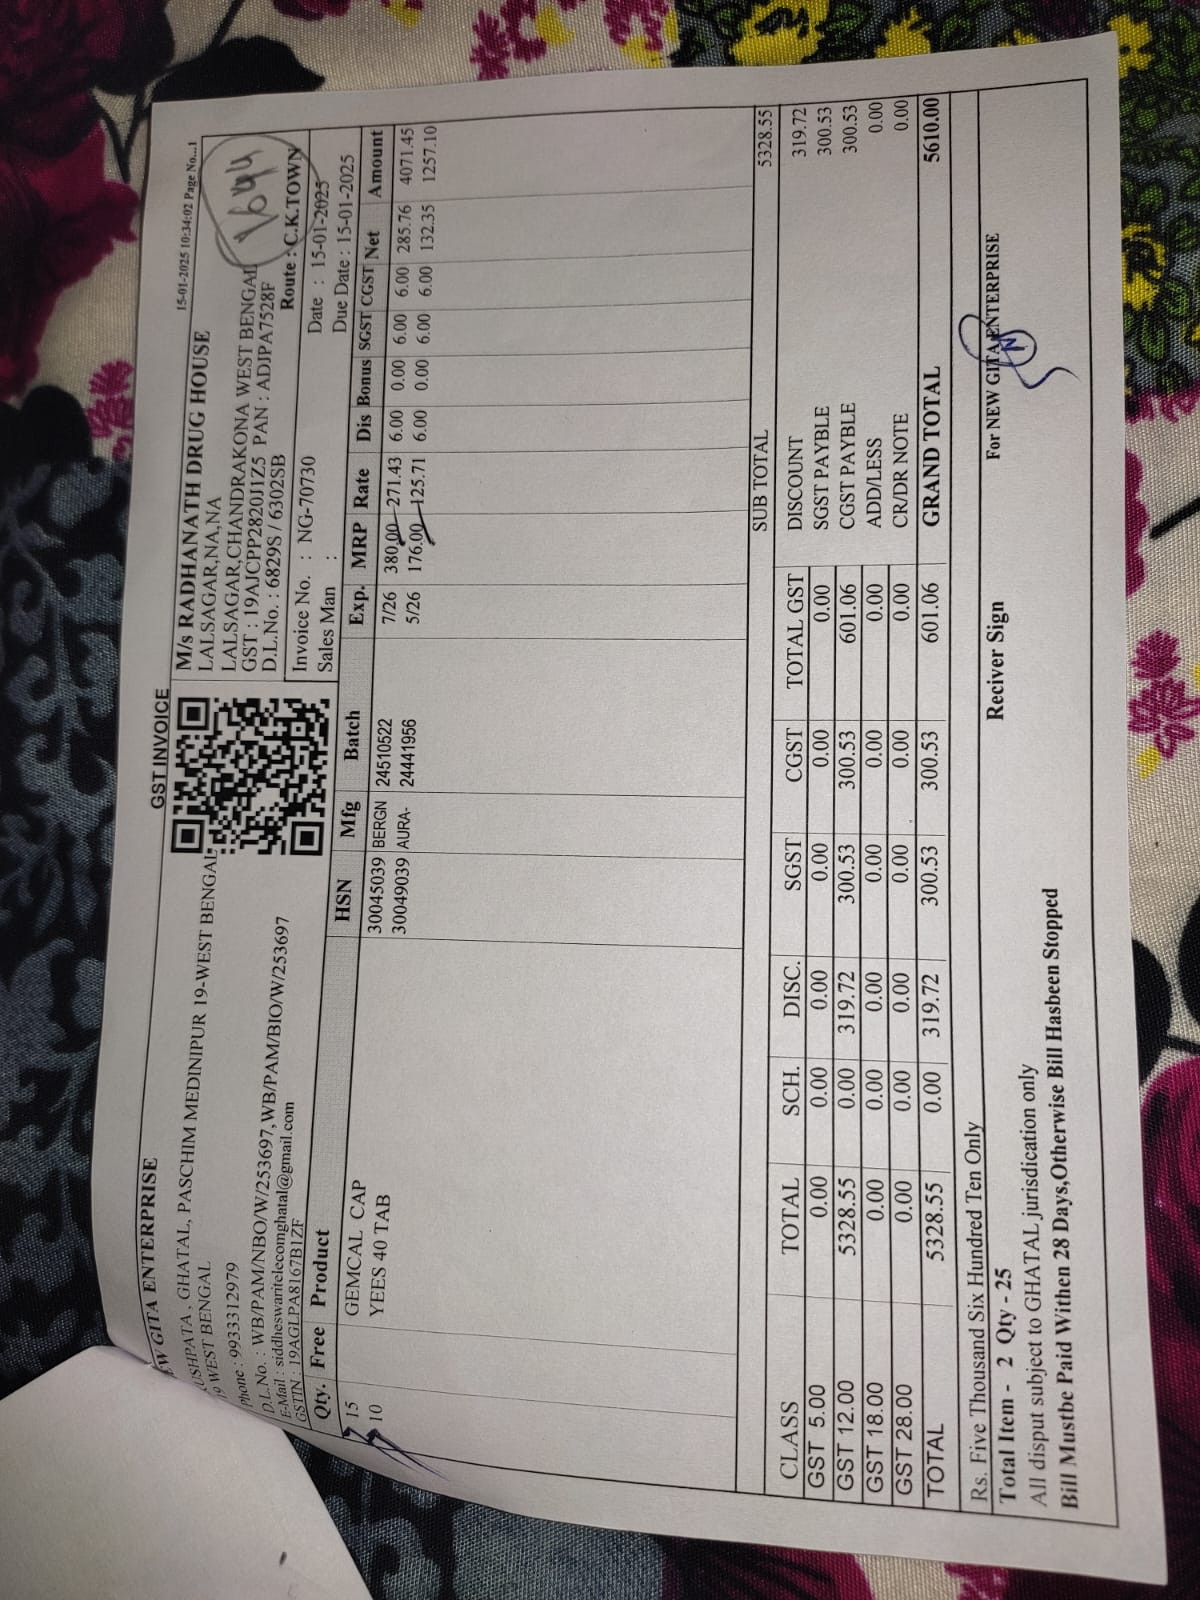 GST INVOICE
15-01-2025 10:34:02 Page No...1
GITA ENTERPRISE
GHATAL, PASCHIM MEDINIPUR 19-WEST BENGAL
WEST BENGAL
Phone : 9933312979
D.L.No. : WB/PAM/NBO/W/253697,WB/PAM/BIO/W/253697
E-Mail : siddheswaritelecomghatal@gmail.com
GSTIN : 19AGLPA8167B1ZF
M/s RADHANATH DRUG HOUSE
LALSAGAR,NA,NA
LALSAGAR,CHANDRAKONA WEST BENGAL
GST : 19AJCPP2820J1Z5 PAN : ADJPA7528F
D.L.No. : 6829S / 6302SB
Route : C.K.TOWN
Invoice No. : NG-70730 Date : 15-01-2025
Sales Man : Due Date : 15-01-2025
Qty. Free Product HSN Mfg Batch Exp. MRP Rate Dis Bonus SGST CGST Net Amount
15 GEMCAL CAP 30045039 BERGN 24510522 7/26 380.00 271.43 6.00 0.00 6.00 6.00 285.76 4071.45
10 YEES 40 TAB 30049039 AURA- 24441956 5/26 176.00 125.71 6.00 0.00 6.00 6.00 132.35 1257.10
SUB TOTAL 5328.55
CLASS TOTAL SCH. DISC. SGST CGST TOTAL GST DISCOUNT 319.72
GST 5.00 0.00 0.00 0.00 0.00 0.00 0.00 SGST PAYBLE 300.53
GST 12.00 5328.55 0.00 319.72 300.53 300.53 601.06 CGST PAYBLE 300.53
GST 18.00 0.00 0.00 0.00 0.00 0.00 0.00 ADD/LESS 0.00
GST 28.00 0.00 0.00 0.00 0.00 0.00 0.00 CR/DR NOTE 0.00
TOTAL 5328.55 0.00 319.72 300.53 300.53 601.06 GRAND TOTAL 5610.00
Rs. Five Thousand Six Hundred Ten Only
Total Item - 2 Qty - 25 Reciver Sign For NEW GITA ENTERPRISE
All disput subject to GHATAL jurisdication only
Bill Mustbe Paid Withen 28 Days,Otherwise Bill Hasbeen Stopped